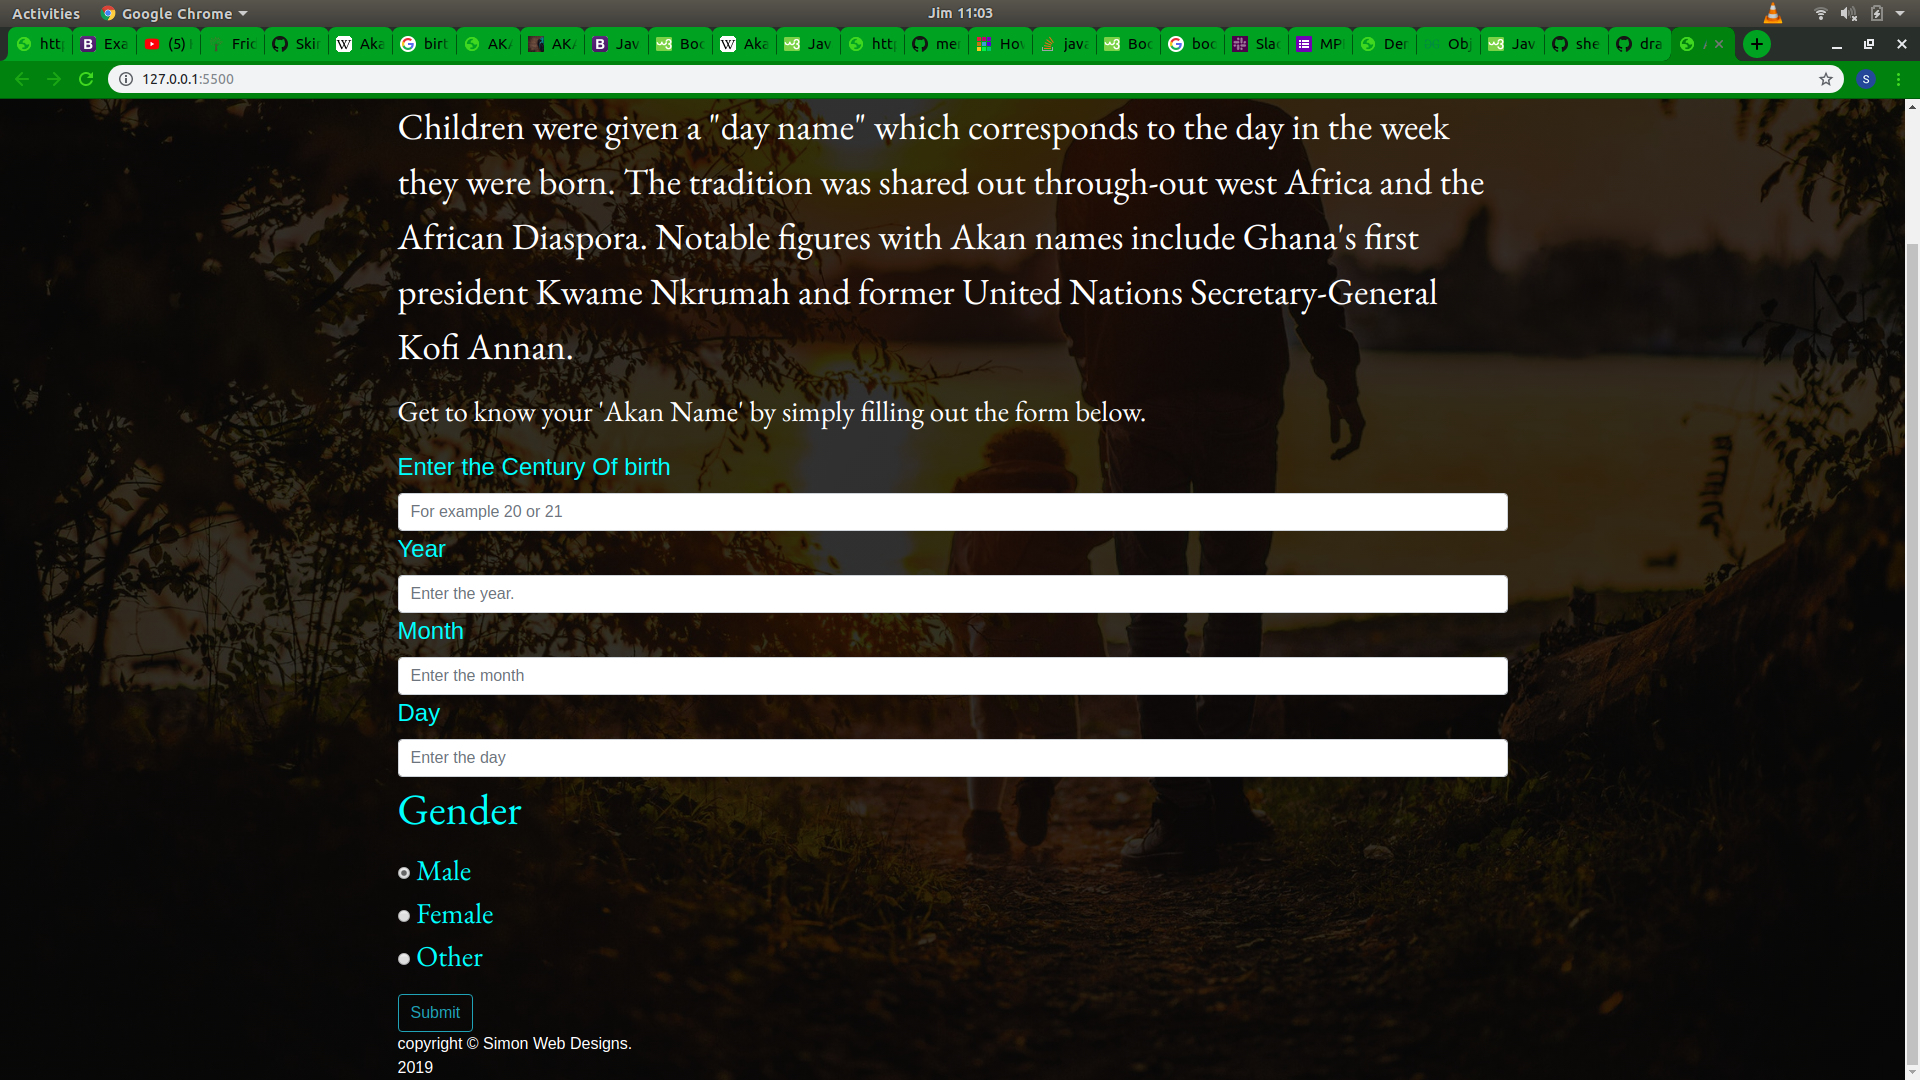 Activities Google Chrome Jim 11:03
http Exa (5) Fric Skir Aka birt AKA AKA Jav Boo Aka Jav http me Hov java Boo boo Slac MPI Der Obj Jav she dra
127.0.0.1:5500 S
Children were given a "day name" which corresponds to the day in the week
they were born. The tradition was shared out through-out west Africa and the
African Diaspora. Notable figures with Akan names include Ghana's first
president Kwame Nkrumah and former United Nations Secretary-General
Kofi Annan.
Get to know your 'Akan Name' by simply filling out the form below.
Enter the Century Of birth
For example 20 or 21
Year
Enter the year.
Month
Enter the month
Day
Enter the day
Gender
Male
Female
Other
Submit
copyright © Simon Web Designs.
2019